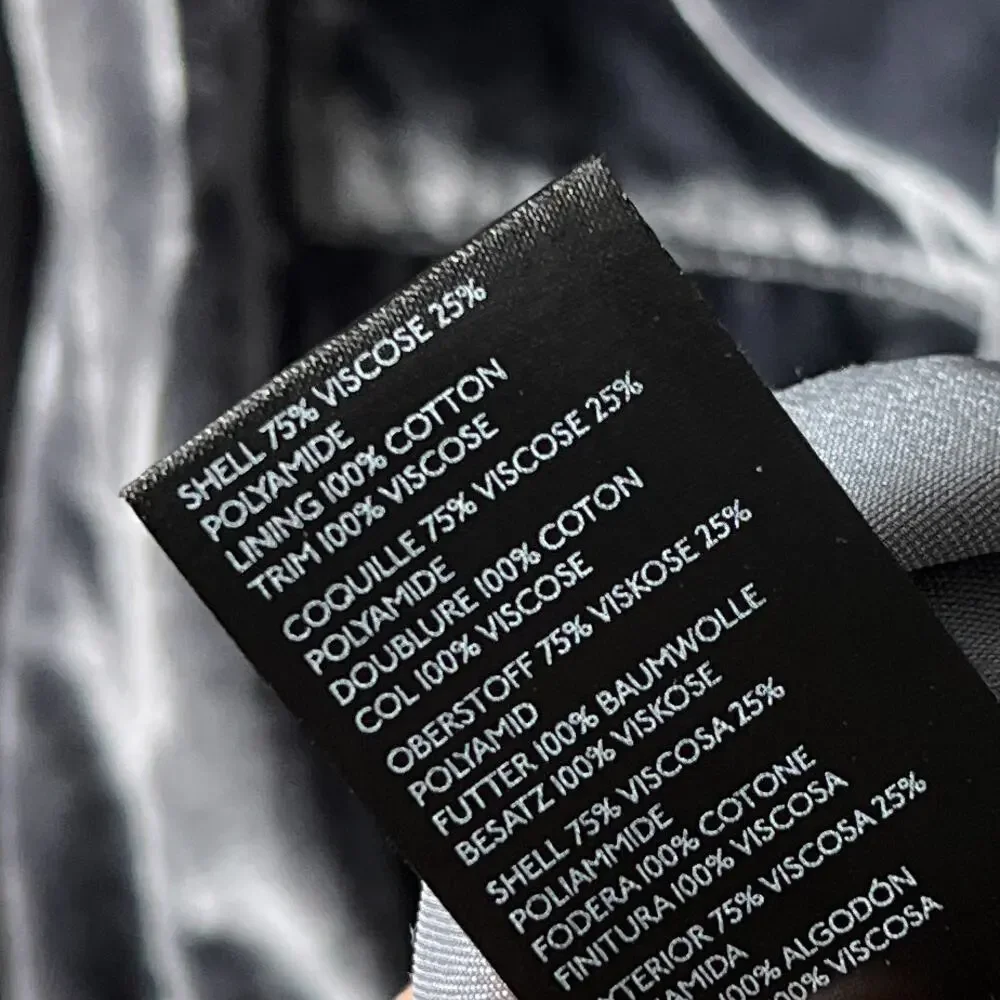 SHELL 75% VISCOSE 25%
POLYAMIDE
LINING 100% COTTON
TRIM 100% VISCOSE
COQUILLE 75% VISCOSE 25%
POLYAMIDE
DOUBLURE 100% COTON
COL 100% VISCOSE
OBERSTOFF 75% VISKOSE 25%
POLYAMID
FUTTER 100% BAUMWOLLE
BESATZ 100% VISKOSE
SHELL 75% VISCOSA 25%
POLIAMMIDE
FODERA 100% COTONE
FINITURA 100% VISCOSA
75% VISCOSA 25%
100% ALGODÓN
VISCOSA